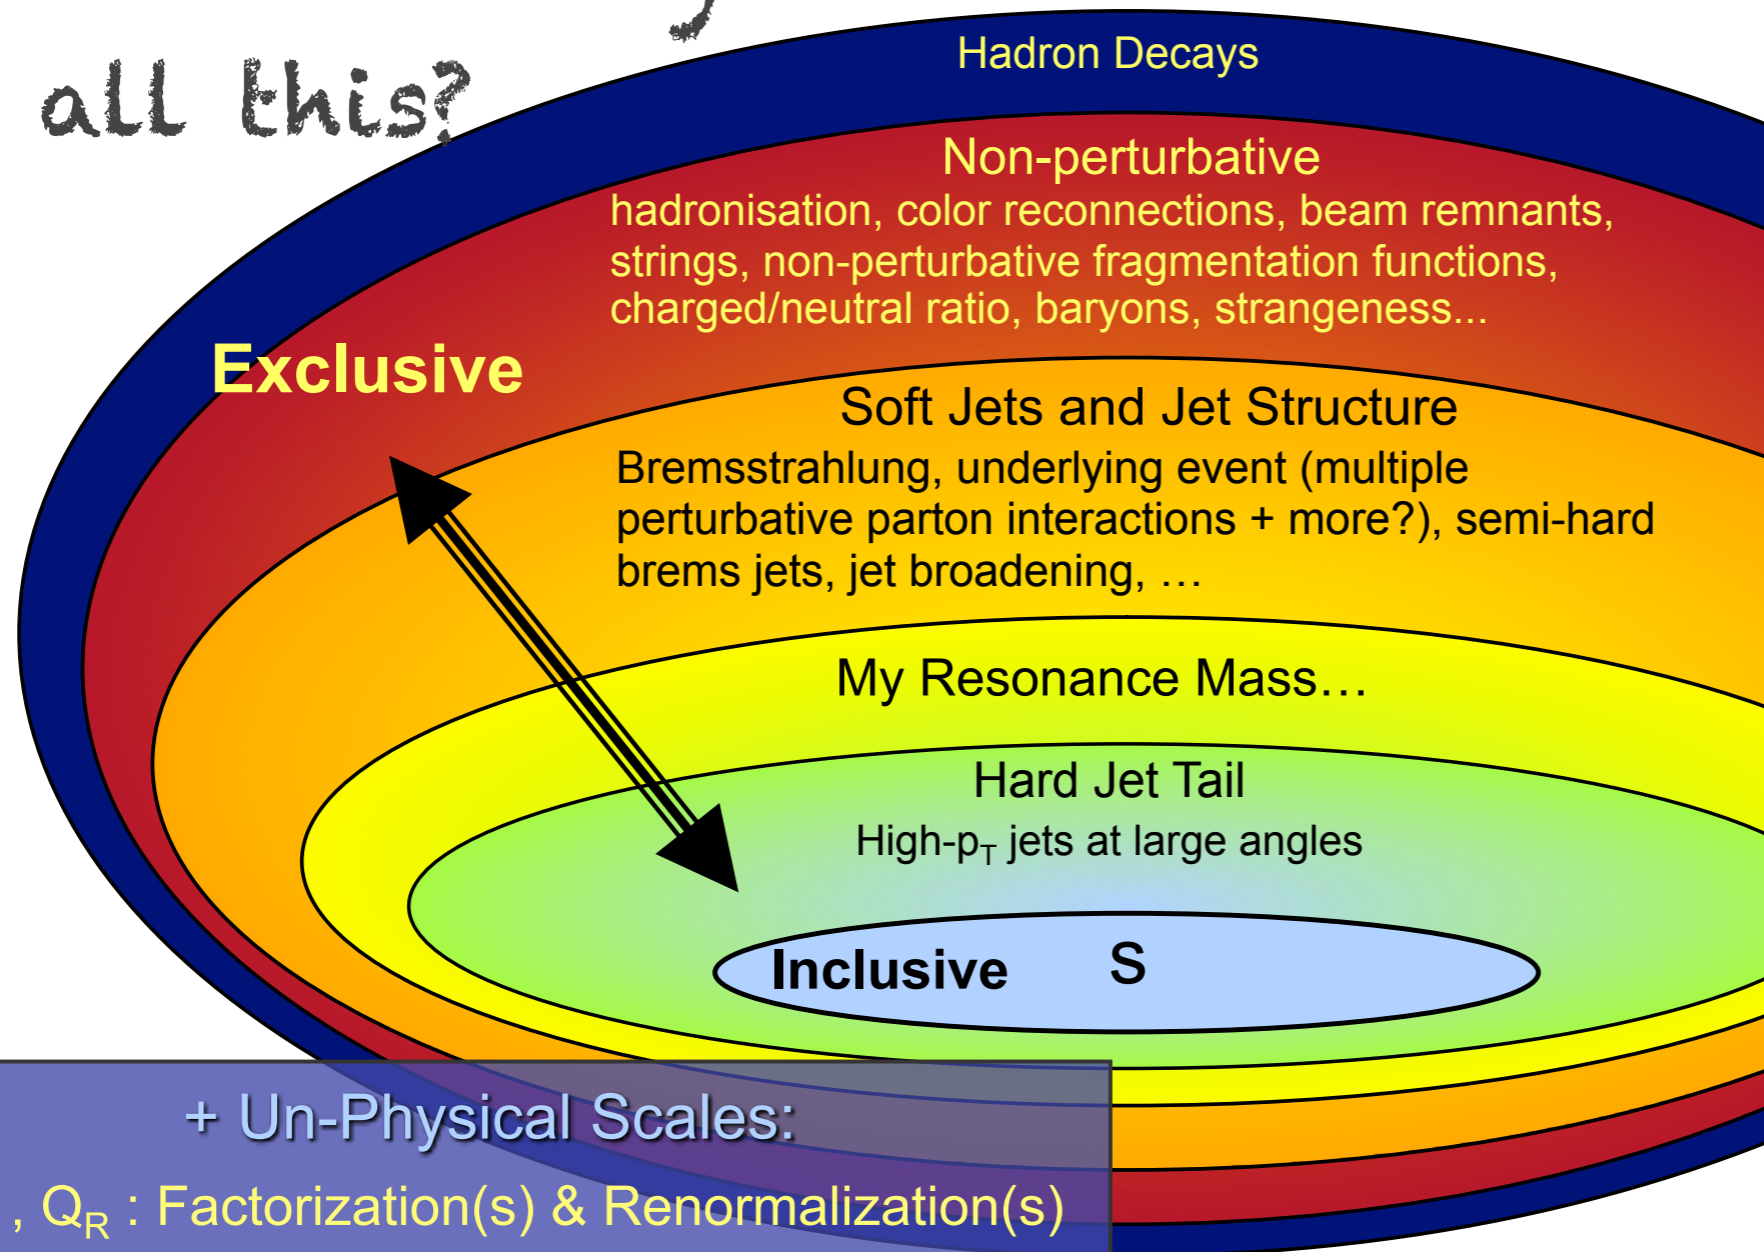 all this?
Hadron Decays
Non-perturbative
hadronisation, color reconnections, beam remnants,
strings, non-perturbative fragmentation functions,
charged/neutral ratio, baryons, strangeness...
Exclusive
Soft Jets and Jet Structure
Bremsstrahlung, underlying event (multiple
perturbative parton interactions + more?), semi-hard
brems jets, jet broadening, …
My Resonance Mass…
Hard Jet Tail
High-p_T jets at large angles
Inclusive S
+ Un-Physical Scales:
, Q_R : Factorization(s) & Renormalization(s)